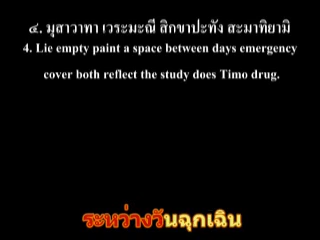 ๔. มุสาวาทา เวระมะณี สิกขาปะทัง สะมาทิยามิ
4. Lie empty paint a space between days emergency
cover both reflect the study does Timo drug.
ระหว่างวันฉุกเฉิน